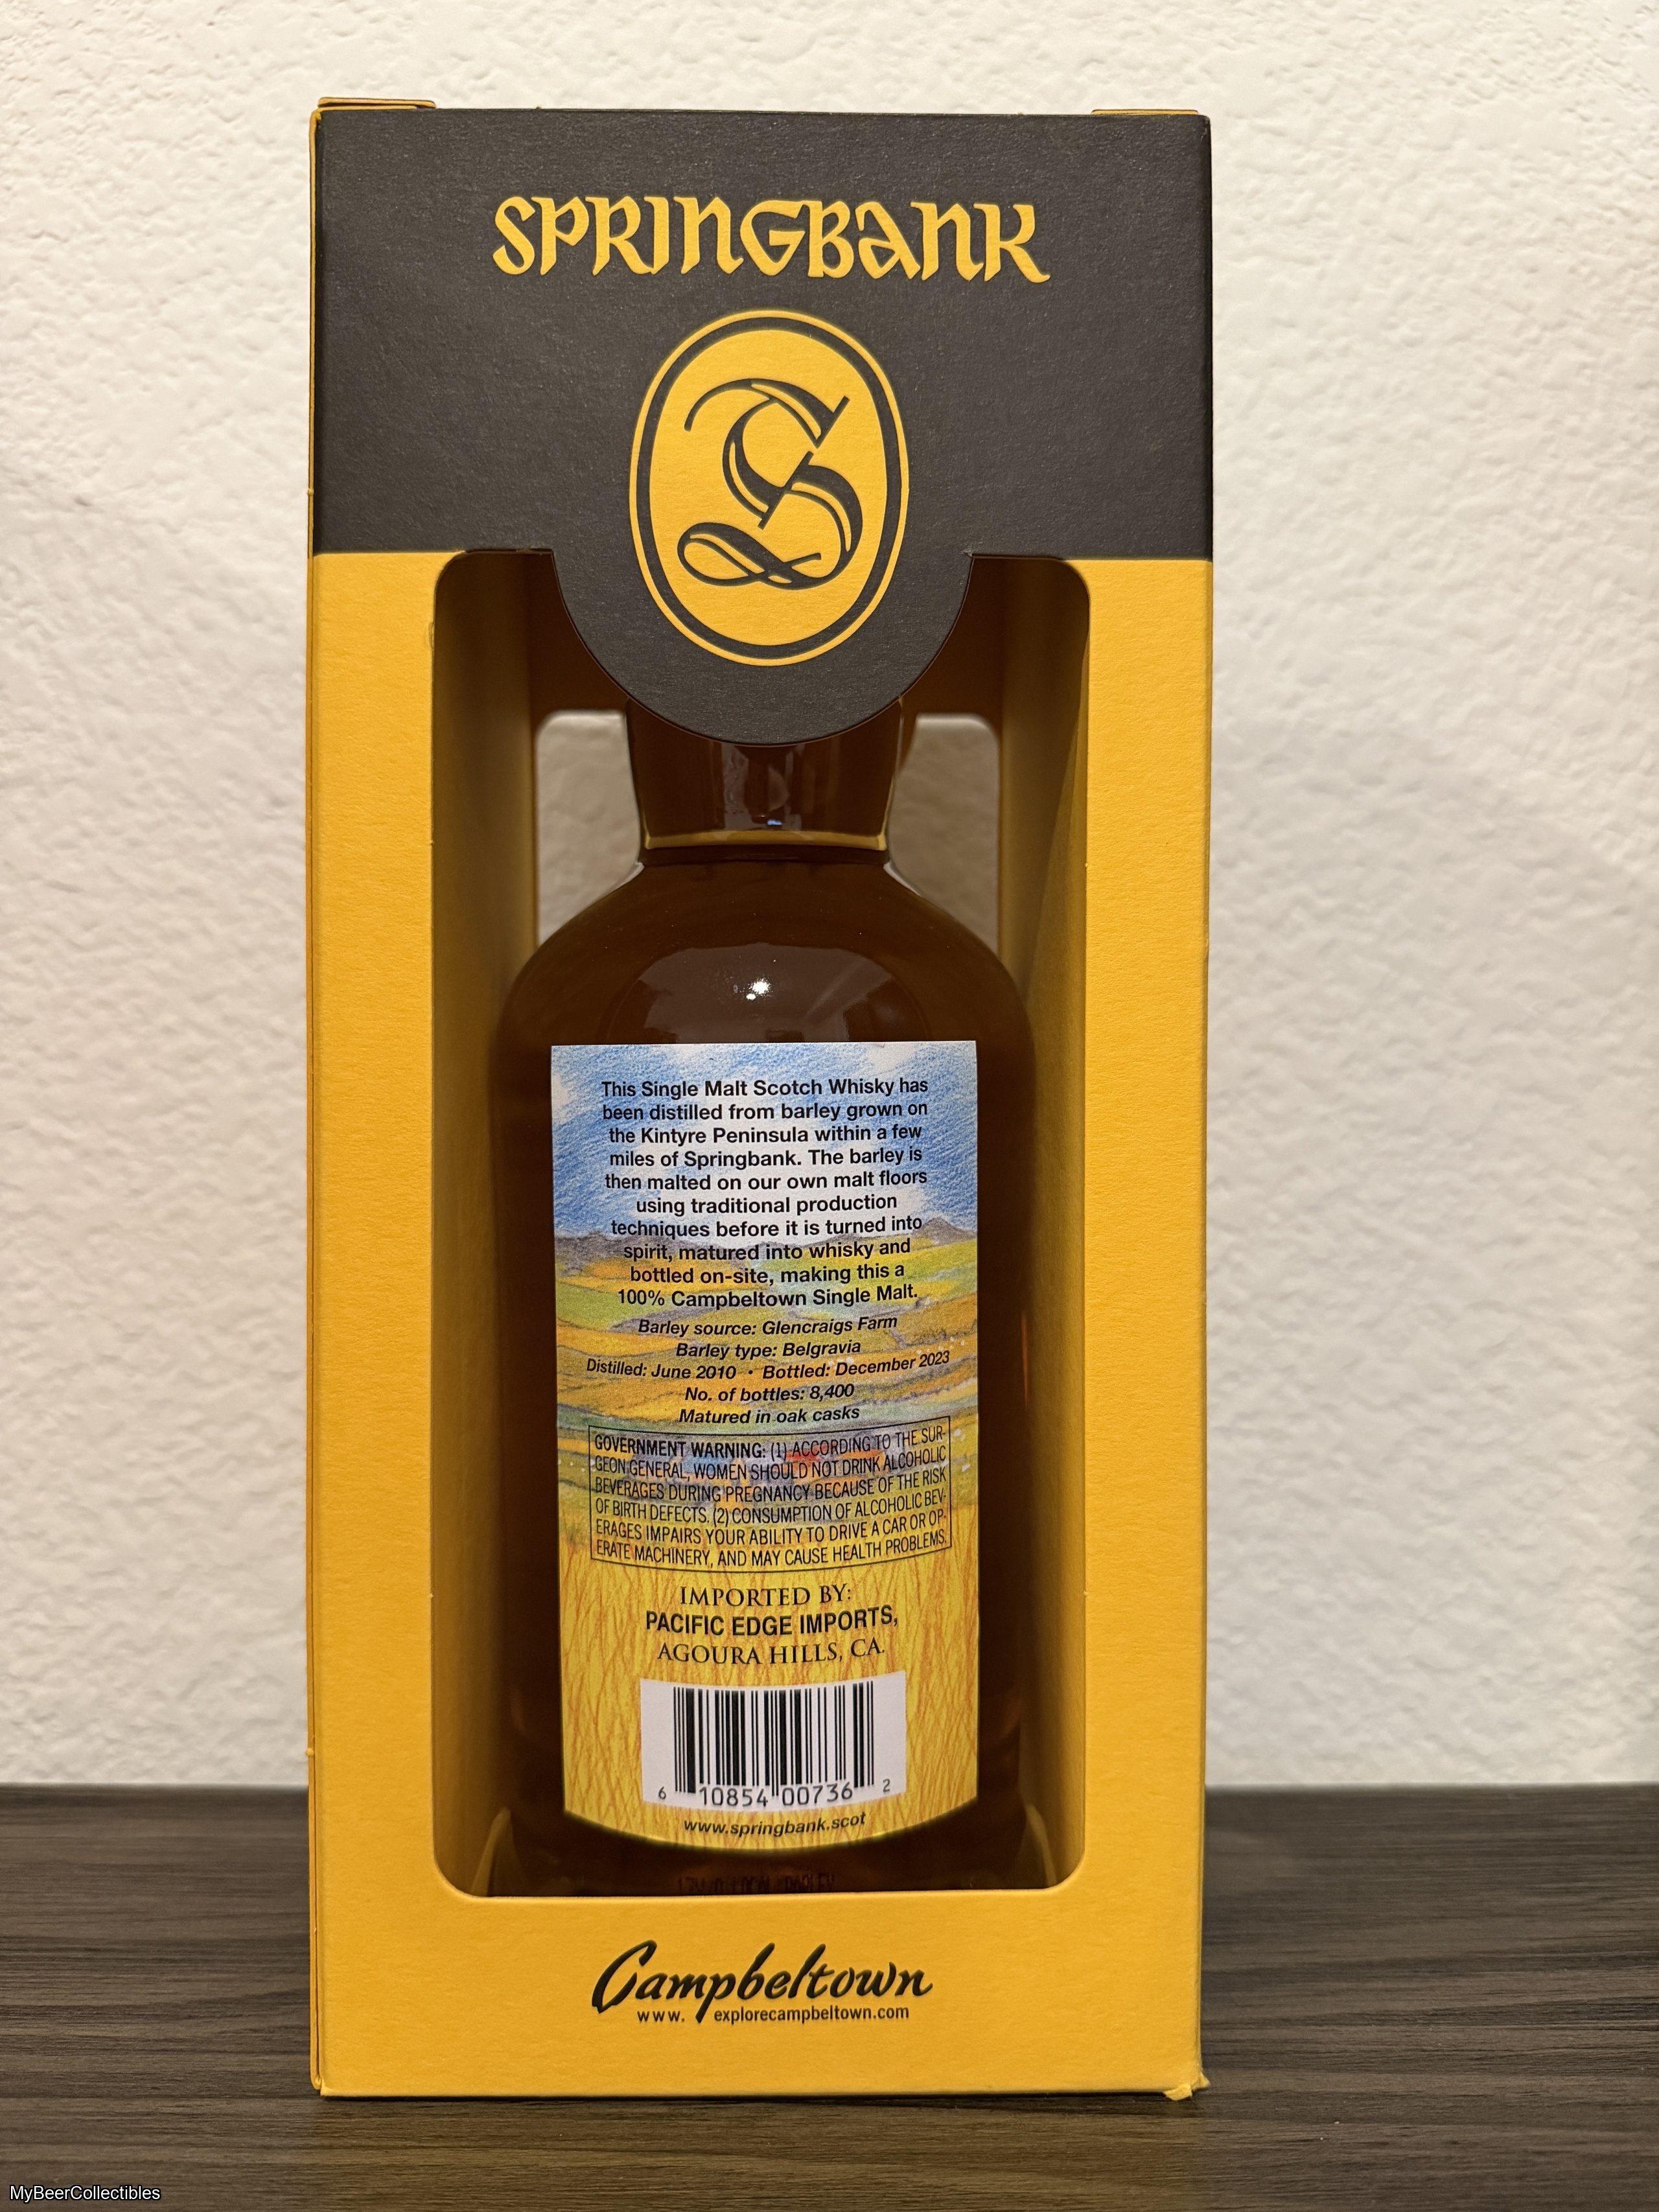 SPRINGBANK
S
This Single Malt Scotch Whisky has
been distilled from barley grown on
the Kintyre Peninsula within a few
miles of Springbank. The barley is
then malted on our own malt floors
using traditional production
techniques before it is turned into
spirit, matured into whisky and
bottled on-site, making this a
100% Campbeltown Single Malt.
Barley source: Glencraigs Farm
Barley type: Belgravia
Distilled: June 2010 • Bottled: December 2023
No. of bottles: 8,400
Matured in oak casks
GOVERNMENT WARNING: (1) ACCORDING TO THE SUR-
GEON GENERAL, WOMEN SHOULD NOT DRINK ALCOHOLIC
BEVERAGES DURING PREGNANCY BECAUSE OF THE RISK
OF BIRTH DEFECTS. (2) CONSUMPTION OF ALCOHOLIC BEV-
ERAGES IMPAIRS YOUR ABILITY TO DRIVE A CAR OR OP-
ERATE MACHINERY, AND MAY CAUSE HEALTH PROBLEMS.
IMPORTED BY:
PACIFIC EDGE IMPORTS,
AGOURA HILLS, CA.
6 10854 00736 2
www.springbank.scot
Campbeltown
www. explorecampbeltown.com
MyBeerCollectibles